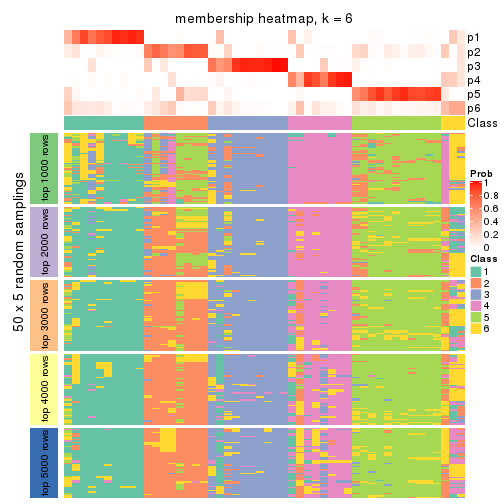 membership heatmap, k = 6
p1
p2
p3
p4
p5
p6
Class
50 x 5 random samplings
top 1000 rows
top 2000 rows
top 3000 rows
top 4000 rows
top 5000 rows
Prob
1
0.8
0.6
0.4
0.2
0
Class
1
2
3
4
5
6